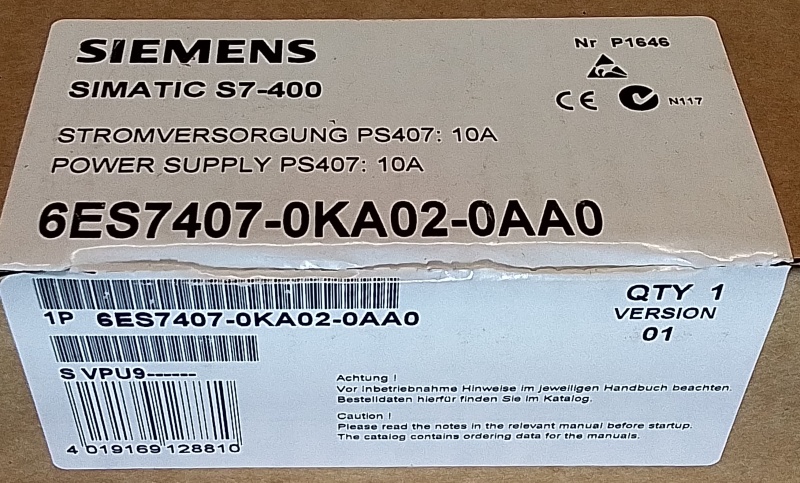 SIEMENS
Nr P1646
SIMATIC S7-400
CE N117
STROMVERSORGUNG PS407: 10A
POWER SUPPLY PS407: 10A
6ES7407-0KA02-0AA0
1P 6ES7407-0KA02-0AA0
QTY 1
VERSION
01
S VPU9------
Achtung !
Vor Inbetriebnahme Hinweise im jeweiligen Handbuch beachten.
Bestelldaten hierfür finden Sie im Katalog.
Caution !
Please read the notes in the relevant manual before startup.
The catalog contains ordering data for the manuals.
4 019169 128810